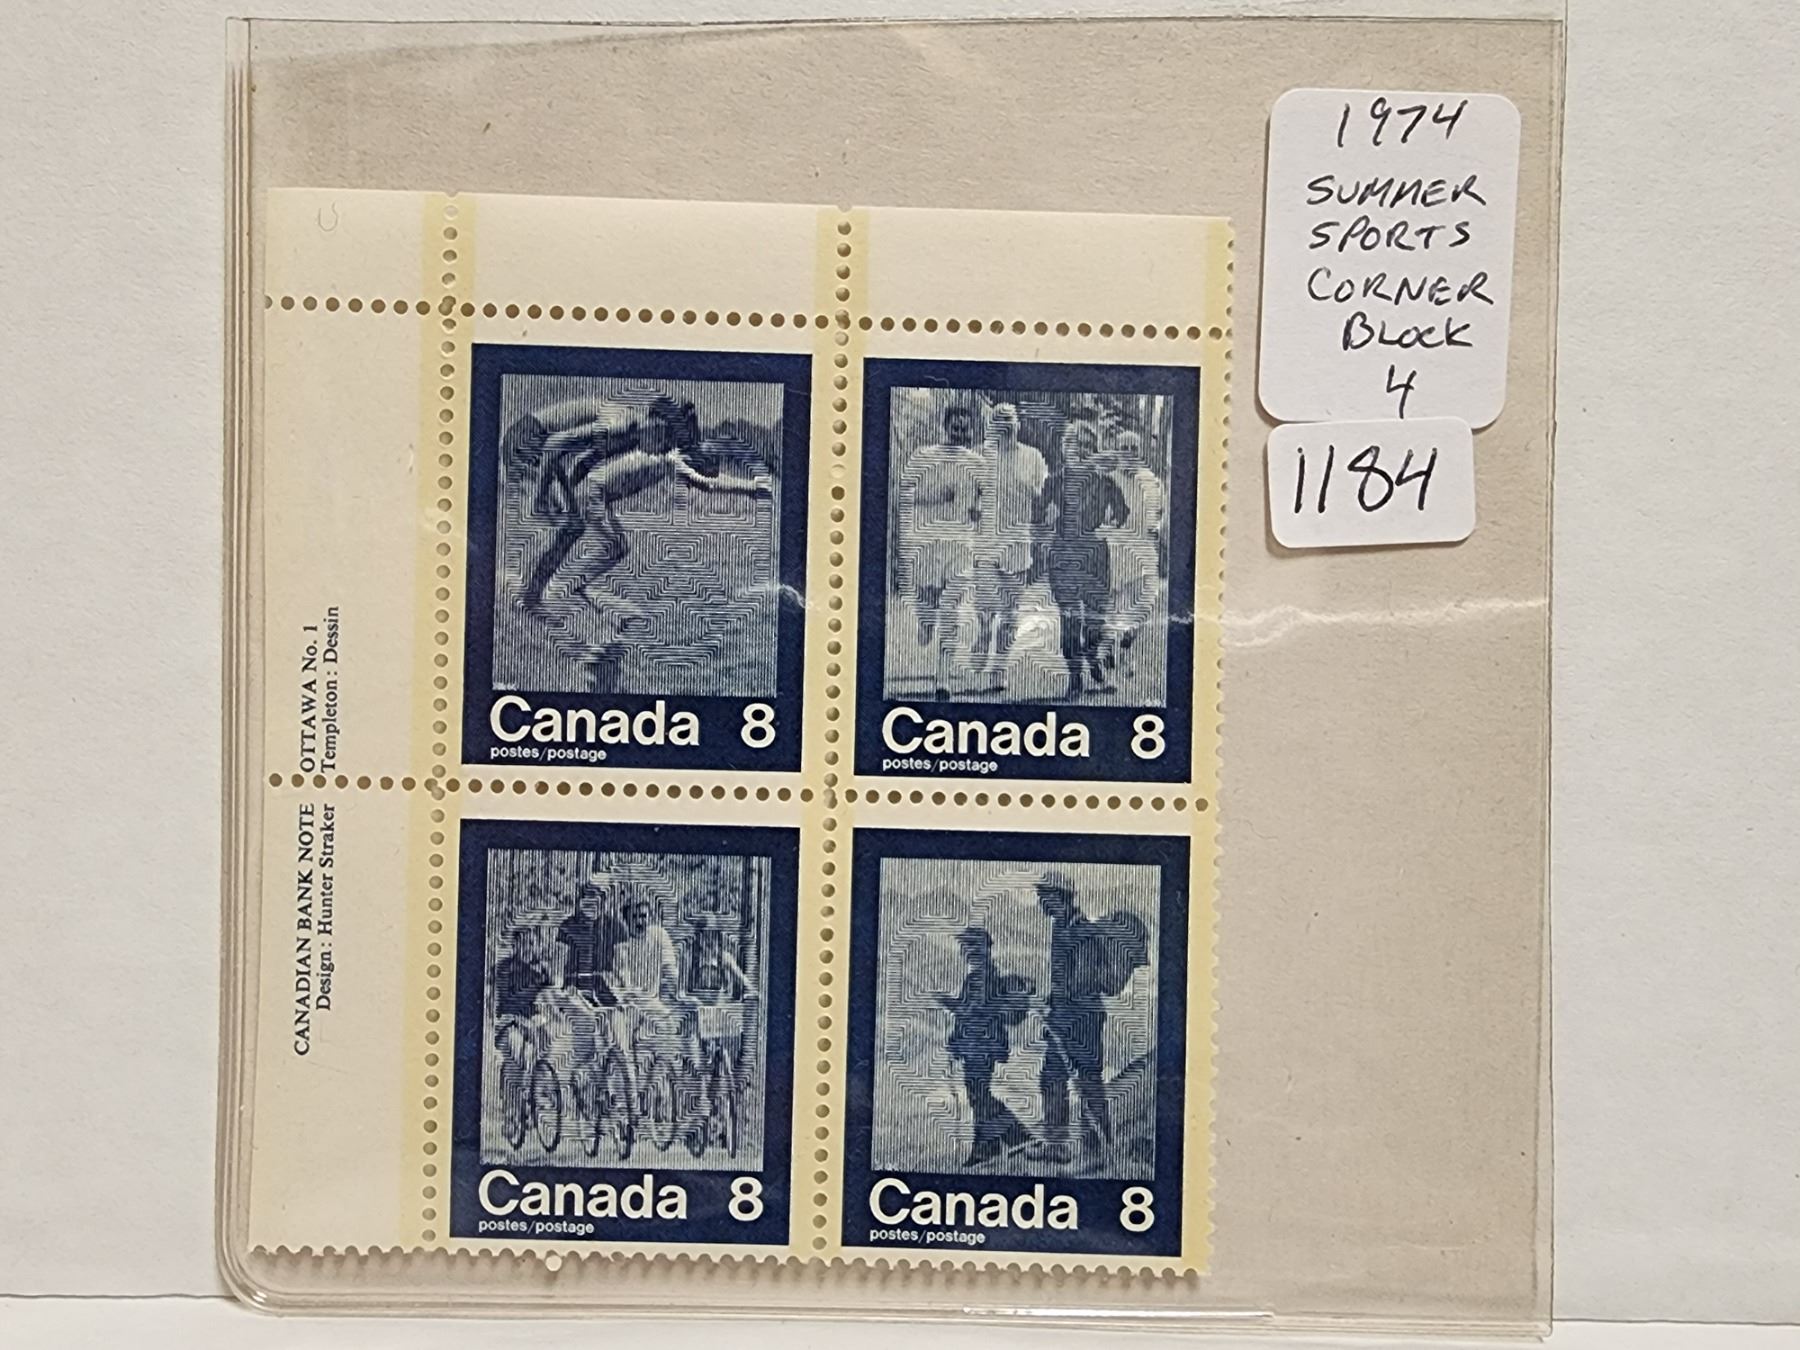 1974
SUMMER
SPORTS
CORNER
BLOCK
4
1184
CANADIAN BANK NOTE OTTAWA No. 1
Design: Hunter Straker Templeton: Dessin
Canada 8
postes/postage
Canada 8
postes/postage
Canada 8
postes/postage
Canada 8
postes/postage